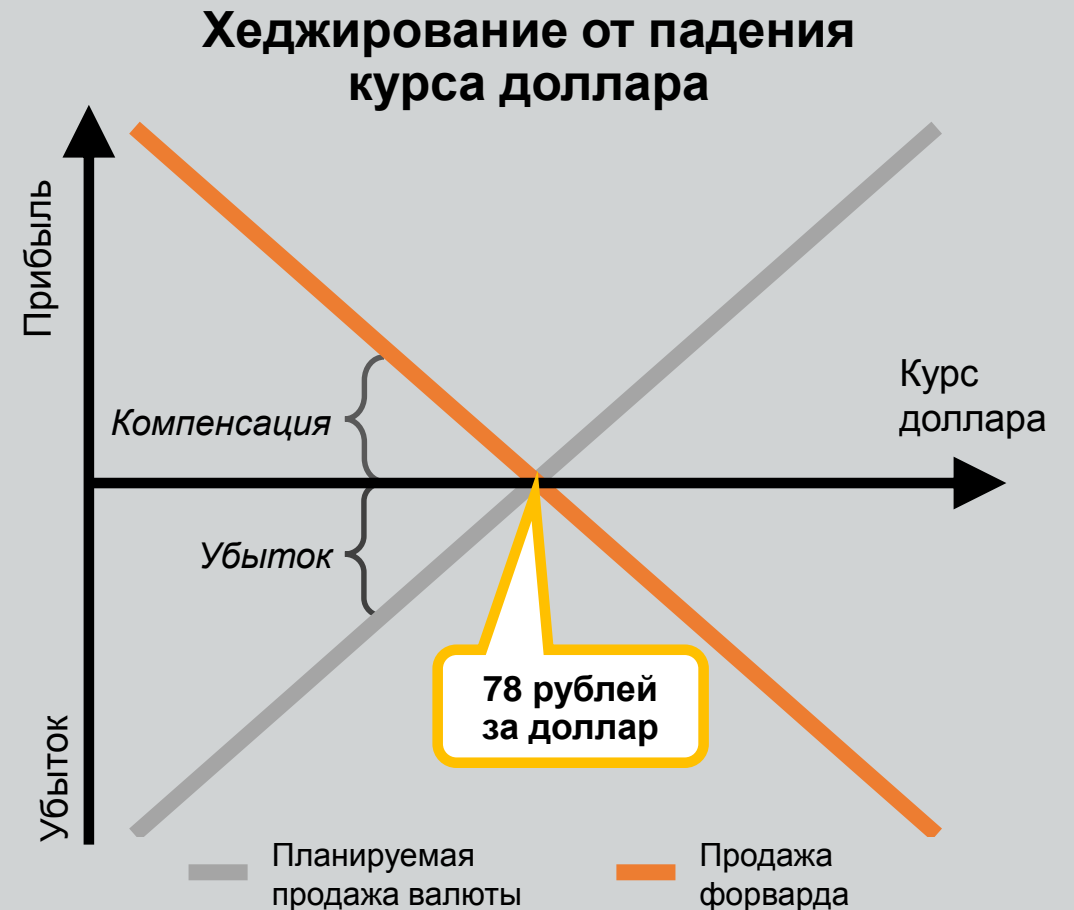 Хеджирование от падения
курса доллара
Прибыль
Курс
доллара
Компенсация
Убыток
78 рублей
за доллар
Убыток
Планируемая
продажа валюты
Продажа
форварда